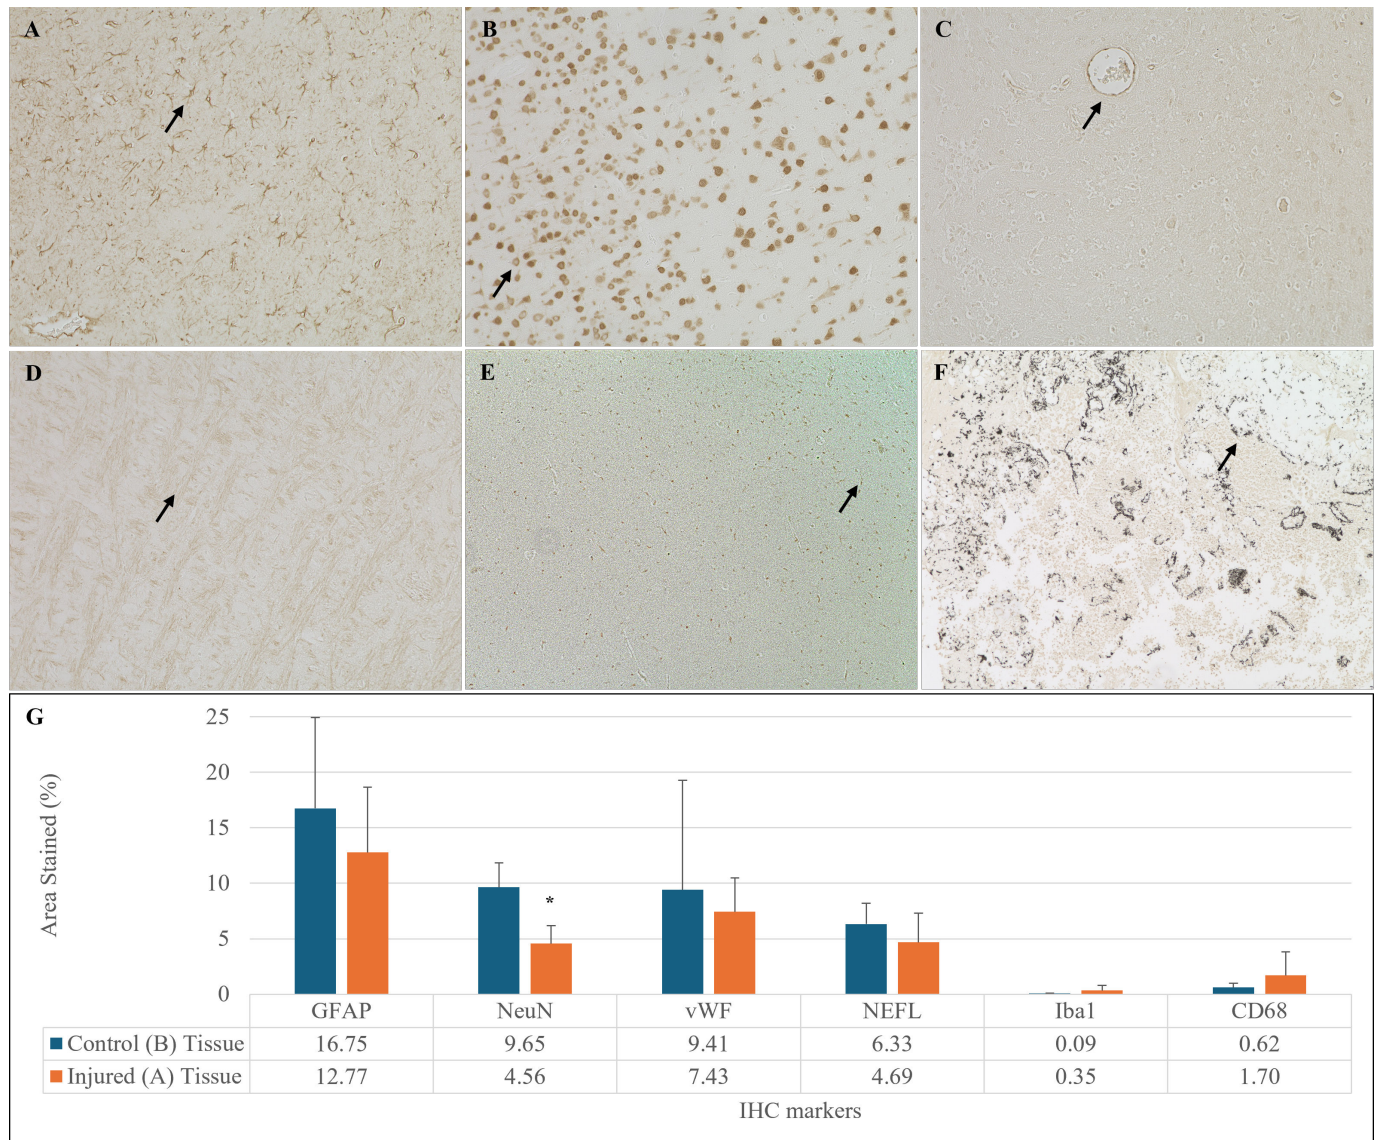 A
B
C
D
E
F
G
25
20
15
10
5
0
Area Stained (%)
*
GFAP NeuN vWF NEFL Iba1 CD68
Control (B) Tissue 16.75 9.65 9.41 6.33 0.09 0.62
Injured (A) Tissue 12.77 4.56 7.43 4.69 0.35 1.70
IHC markers